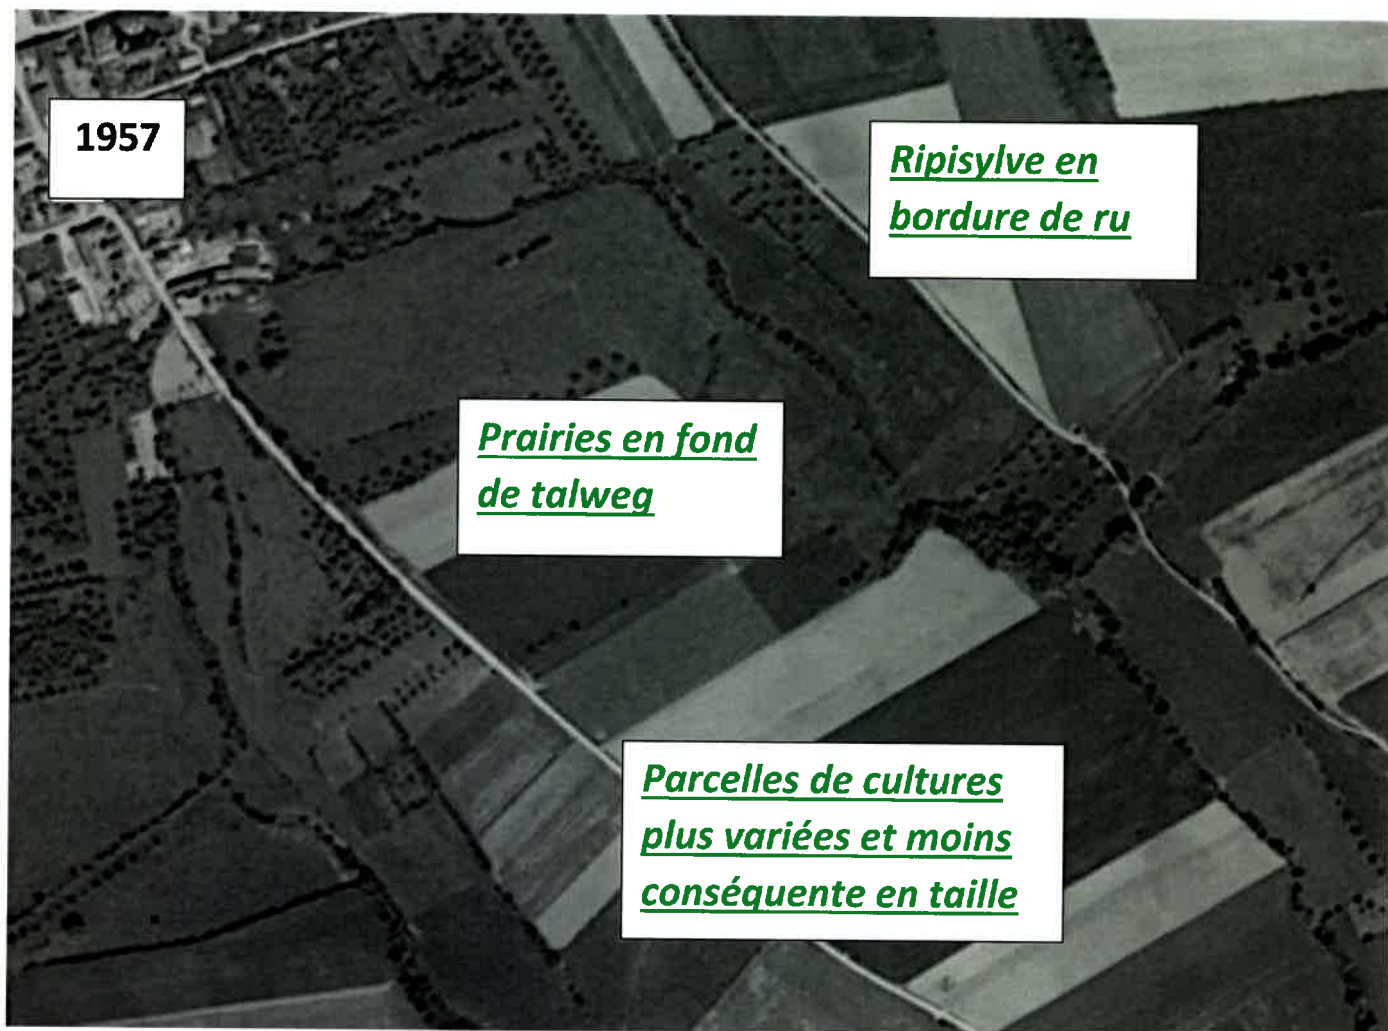 1957
Ripisylve en
bordure de ru
Prairies en fond
de talweg
Parcelles de cultures
plus variées et moins
conséquente en taille